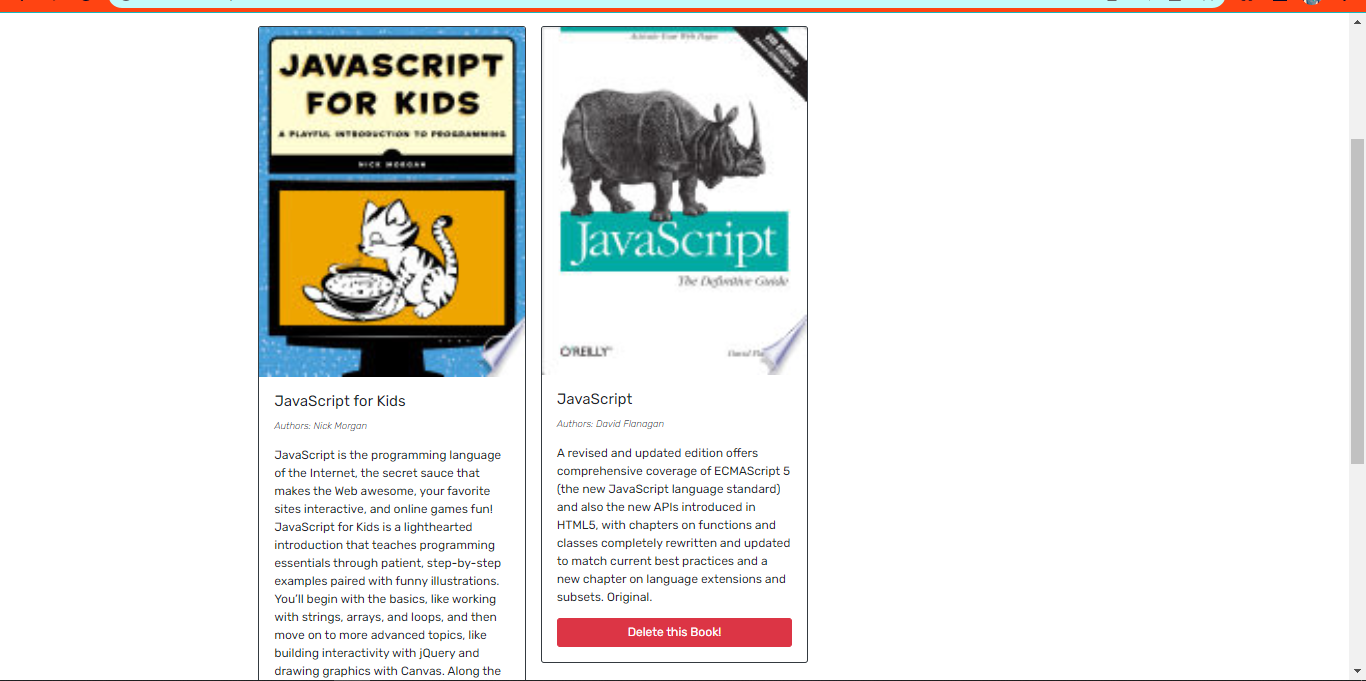 JAVASCRIPT
FOR KIDS
A PLAYFUL INTRODUCTION TO PROGRAMMING
NICK MORGAN
JavaScript for Kids
Authors: Nick Morgan
JavaScript is the programming language
of the Internet, the secret sauce that
makes the Web awesome, your favorite
sites interactive, and online games fun!
JavaScript for Kids is a lighthearted
introduction that teaches programming
essentials through patient, step-by-step
examples paired with funny illustrations.
You’ll begin with the basics, like working
with strings, arrays, and loops, and then
move on to more advanced topics, like
building interactivity with jQuery and
drawing graphics with Canvas. Along the
Activate Your Web Pages
JavaScript
The Definitive Guide
O'REILLY
David
JavaScript
Authors: David Flanagan
A revised and updated edition offers
comprehensive coverage of ECMAScript 5
(the new JavaScript language standard)
and also the new APIs introduced in
HTML5, with chapters on functions and
classes completely rewritten and updated
to match current best practices and a
new chapter on language extensions and
subsets. Original.
Delete this Book!